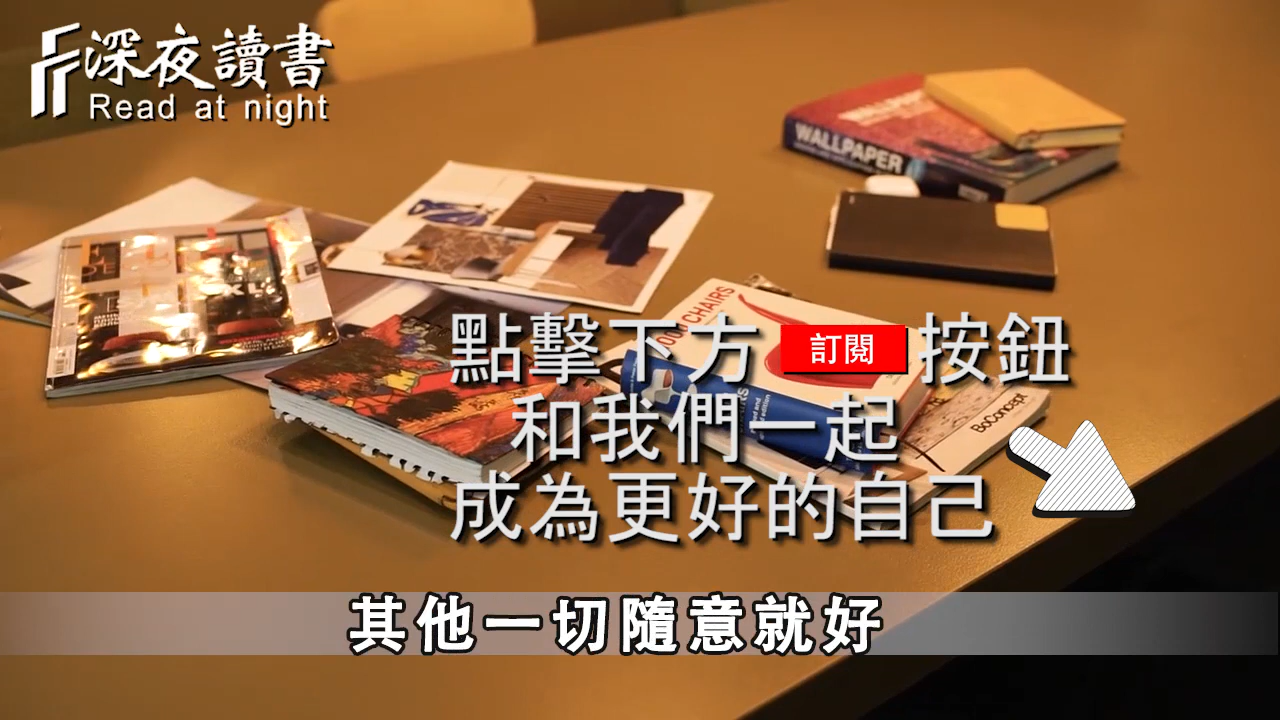 深夜讀書
Read at night
WALLPAPER
WALLPAPER
1000 CHAIRS
BoConcept
點擊下方 訂閱 按鈕
和我們一起
成為更好的自己
其他一切隨意就好